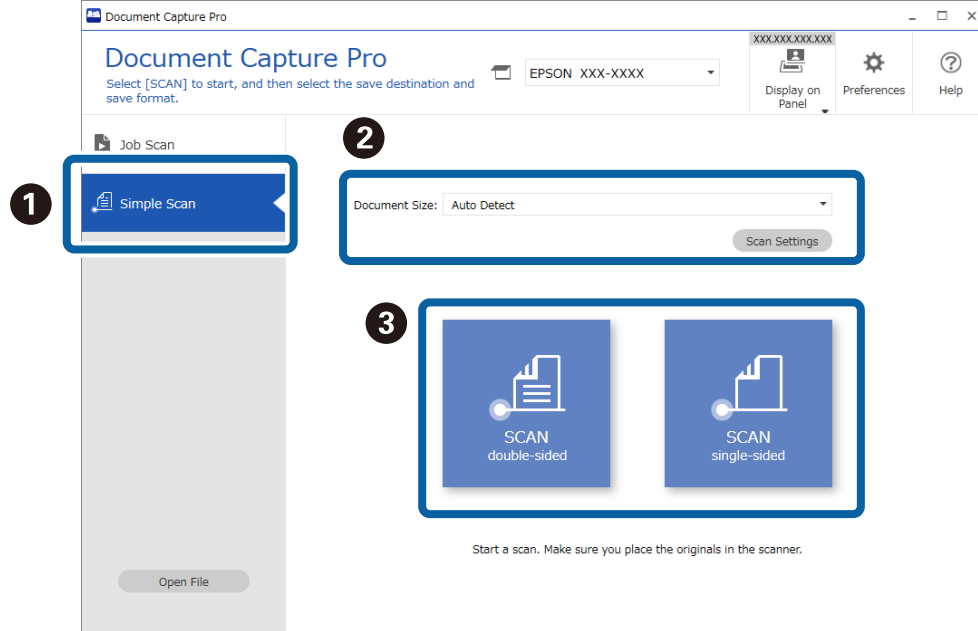 Document Capture Pro
Document Capture Pro
Select [SCAN] to start, and then select the save destination and
save format.
EPSON XXX-XXXX
XXX.XXX.XXX.XXX
Display on
Panel
Preferences
Help
Job Scan
1
Simple Scan
2
Document Size: Auto Detect
Scan Settings
3
SCAN
double-sided
SCAN
single-sided
Start a scan. Make sure you place the originals in the scanner.
Open File